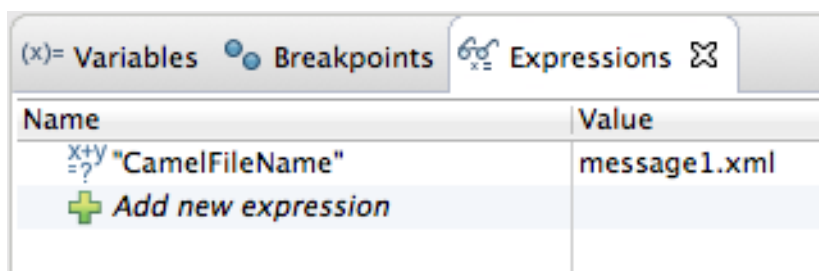 (x)= Variables Breakpoints Expressions
Name Value
x+y=? "CamelFileName" message1.xml
Add new expression